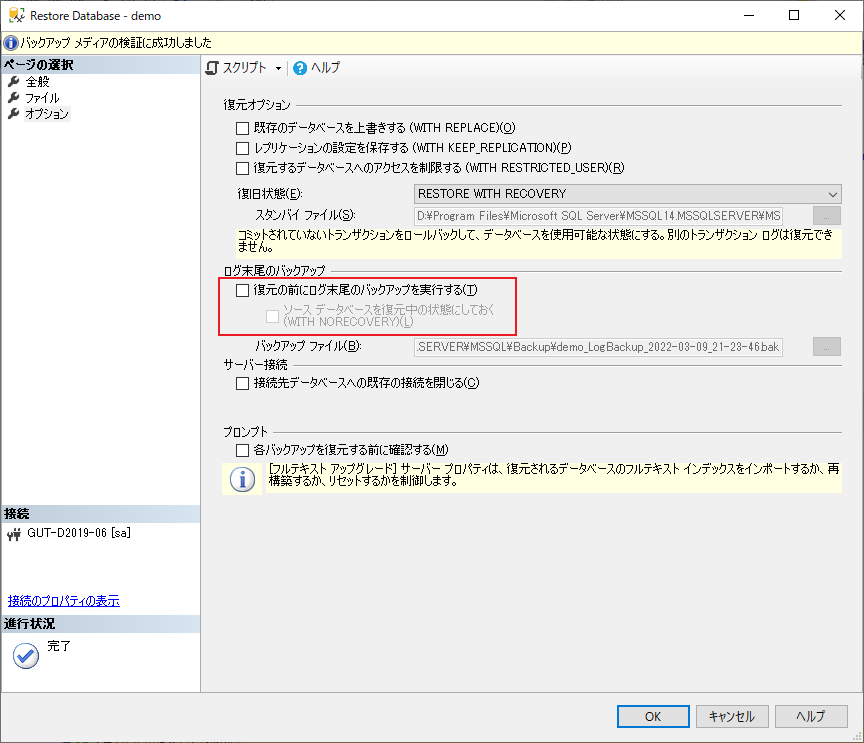 Restore Database - demo
バックアップ メディアの検証に成功しました
ページの選択
全般
ファイル
オプション
スクリプト
ヘルプ
復元オプション
既存のデータベースを上書きする (WITH REPLACE)(O)
レプリケーションの設定を保存する (WITH KEEP_REPLICATION)(P)
復元するデータベースへのアクセスを制限する (WITH RESTRICTED_USER)(R)
復旧状態(E):
RESTORE WITH RECOVERY
スタンバイ ファイル(S):
D:¥Program Files¥Microsoft SQL Server¥MSSQL14.MSSQLSERVER¥MS
...
コミットされていないトランザクションをロールバックして、データベースを使用可能な状態にする。別のトランザクション ログは復元でき
ません。
ログ末尾のバックアップ
復元の前にログ末尾のバックアップを実行する(T)
ソース データベースを復元中の状態にしておく
(WITH NORECOVERY)(L)
バックアップ ファイル(B):
.SERVER¥MSSQL¥Backup¥demo_LogBackup_2022-03-09_21-23-46.bak
...
サーバー接続
接続先データベースへの既存の接続を閉じる(C)
プロンプト
各バックアップを復元する前に確認する(M)
[フルテキスト アップグレード] サーバー プロパティは、復元されるデータベースのフルテキスト インデックスをインポートするか、再
構築するか、リセットするかを制御します。
接続
GUT-D2019-06 [sa]
接続のプロパティの表示
進行状況
完了
OK
キャンセル
ヘルプ